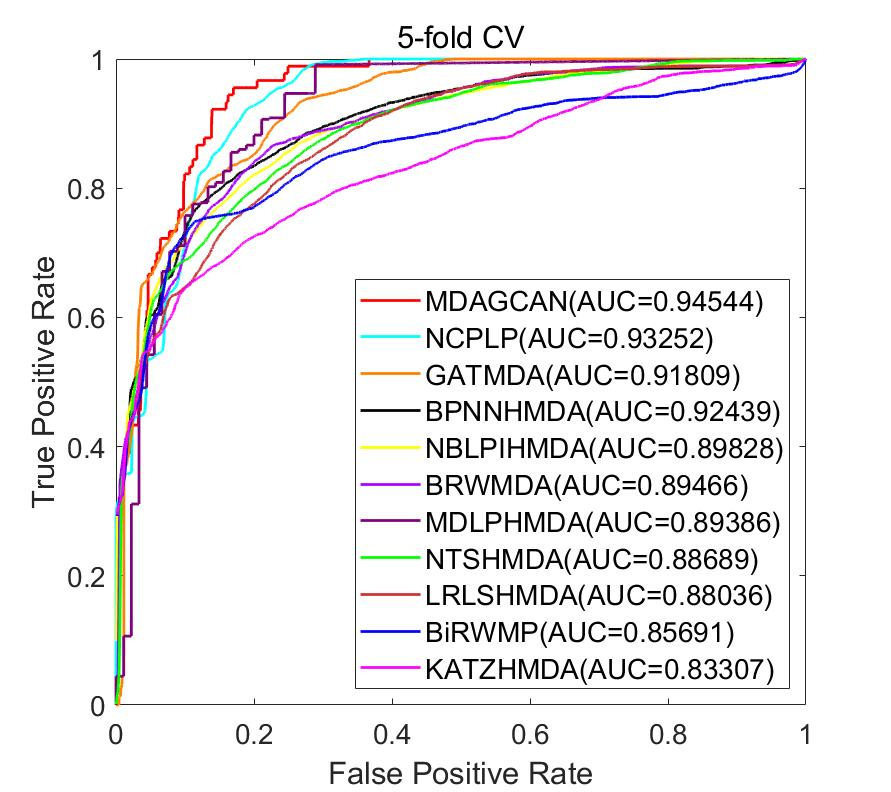 5-fold CV
1
0.8
0.6
0.4
0.2
0
True Positive Rate
MDAGCAN(AUC=0.94544)
NCPLP(AUC=0.93252)
GATMDA(AUC=0.91809)
BPNNHMDA(AUC=0.92439)
NBLPIHMDA(AUC=0.89828)
BRWMDA(AUC=0.89466)
MDLPHMDA(AUC=0.89386)
NTSHMDA(AUC=0.88689)
LRLSHMDA(AUC=0.88036)
BiRWMP(AUC=0.85691)
KATZHMDA(AUC=0.83307)
0 0.2 0.4 0.6 0.8 1
False Positive Rate